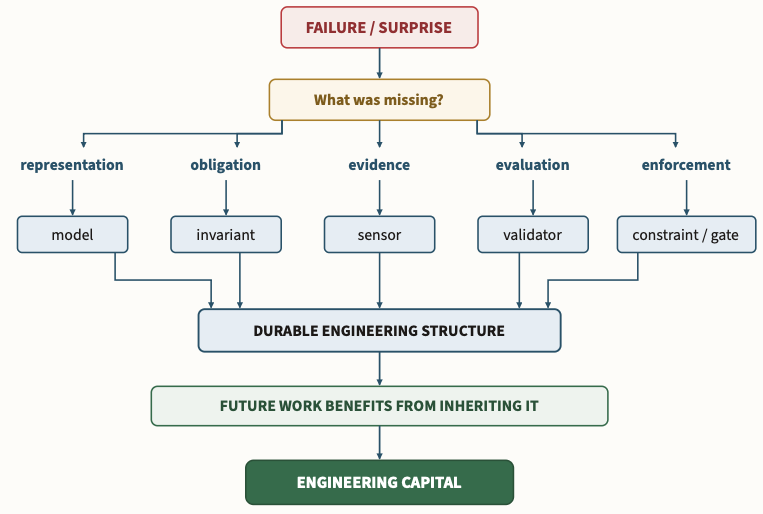 FAILURE / SURPRISE
What was missing?
representation
obligation
evidence
evaluation
enforcement
model
invariant
sensor
validator
constraint / gate
DURABLE ENGINEERING STRUCTURE
FUTURE WORK BENEFITS FROM INHERITING IT
ENGINEERING CAPITAL